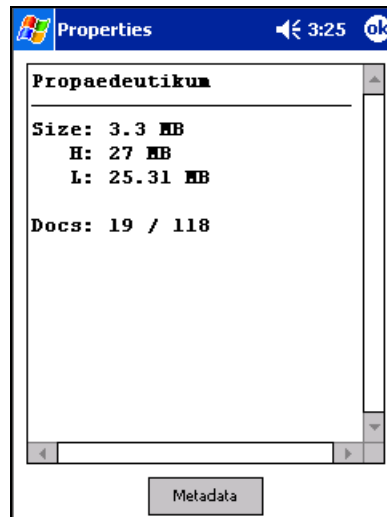 Properties 3:25 ok
Propaedeutikum
Size: 3.3 MB
H: 27 MB
L: 25.31 MB
Docs: 19 / 118
Metadata